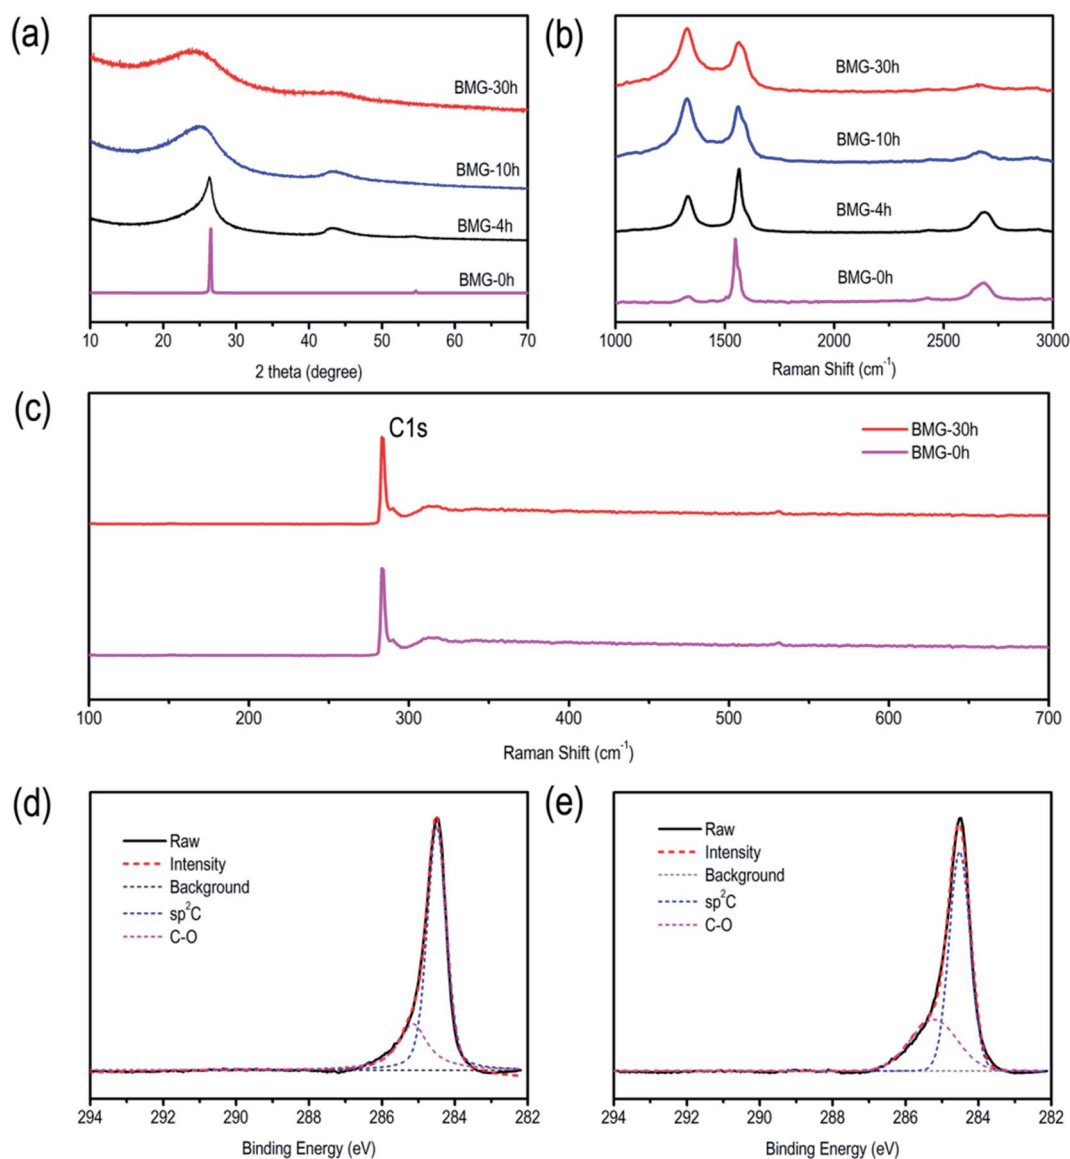 (a)
BMG-30h
BMG-10h
BMG-4h
BMG-0h
10 20 30 40 50 60 70
2 theta (degree)
(b)
BMG-30h
BMG-10h
BMG-4h
BMG-0h
1000 1500 2000 2500 3000
Raman Shift (cm⁻¹)
(c)
C1s
BMG-30h
BMG-0h
100 200 300 400 500 600 700
Raman Shift (cm⁻¹)
(d)
Raw
Intensity
Background
sp²C
C-O
294 292 290 288 286 284 282
Binding Energy (eV)
(e)
Raw
Intensity
Background
sp²C
C-O
294 292 290 288 286 284 282
Binding Energy (eV)